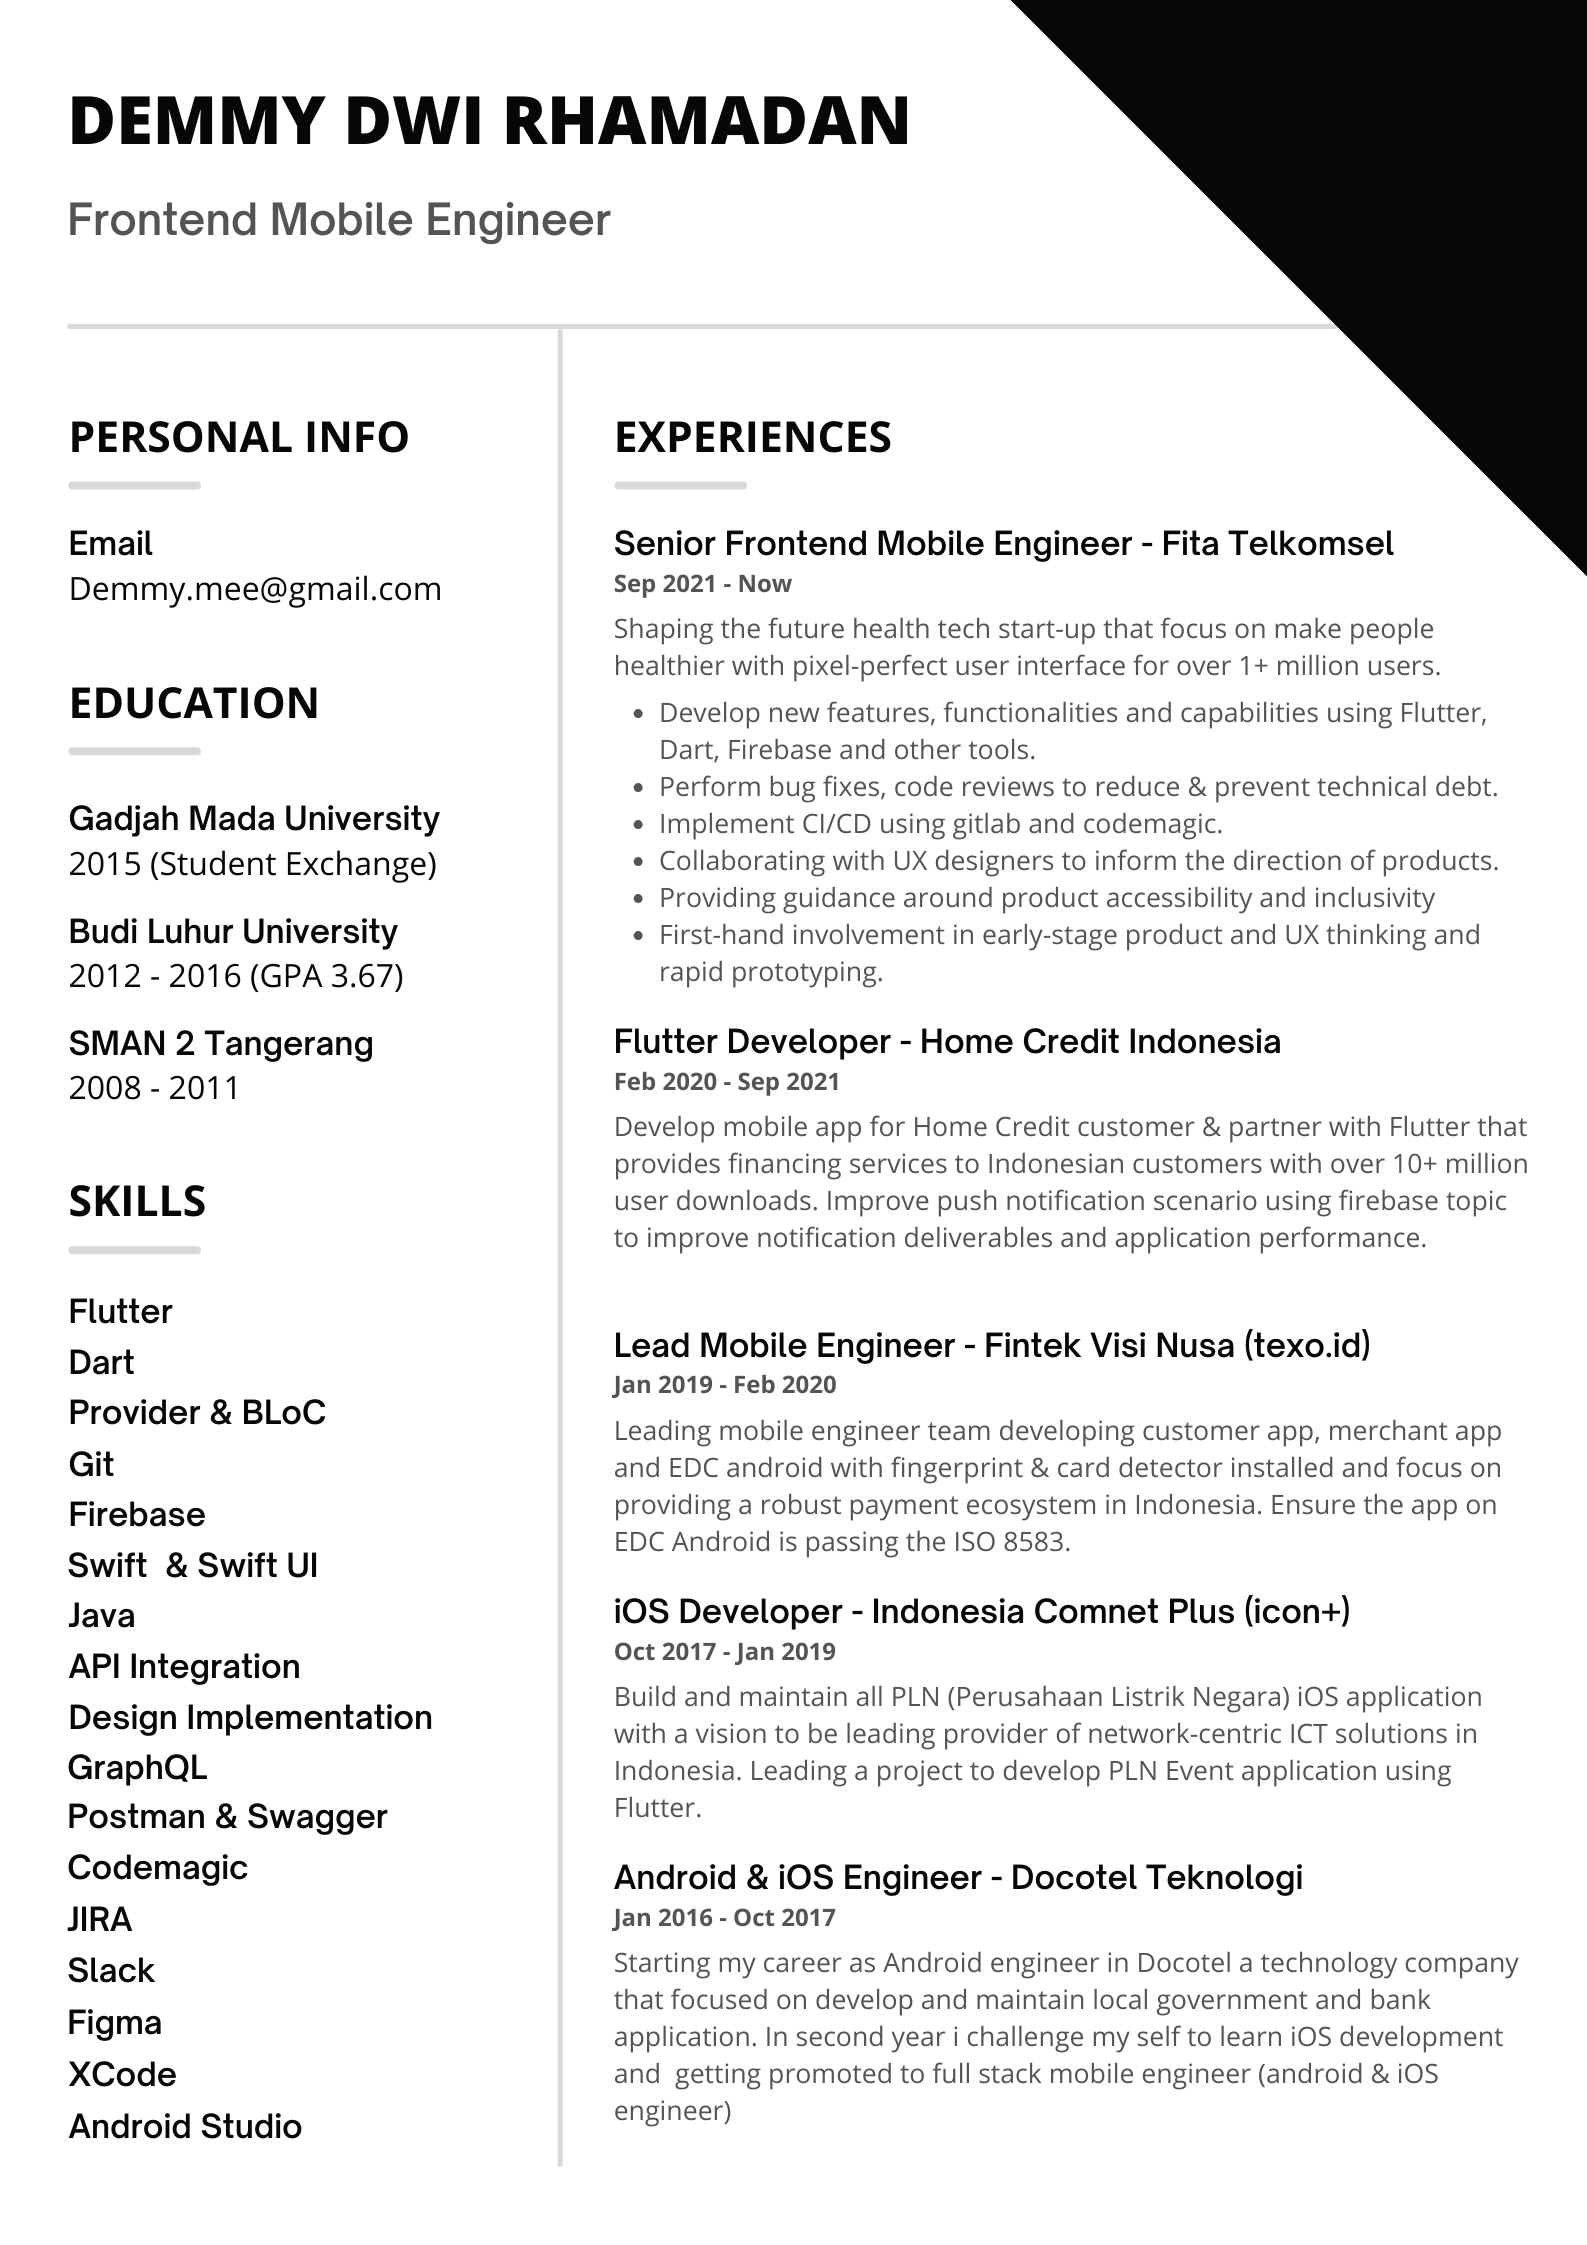 DEMMY DWI RHAMADAN
Frontend Mobile Engineer
PERSONAL INFO
Email
Demmy.mee@gmail.com
EDUCATION
Gadjah Mada University
2015 (Student Exchange)
Budi Luhur University
2012 - 2016 (GPA 3.67)
SMAN 2 Tangerang
2008 - 2011
SKILLS
Flutter
Dart
Provider & BLoC
Git
Firebase
Swift  & Swift UI
Java
API Integration
Design Implementation
GraphQL
Postman & Swagger
Codemagic
JIRA
Slack
Figma
XCode
Android Studio
EXPERIENCES
Senior Frontend Mobile Engineer - Fita Telkomsel
Sep 2021 - Now
Shaping the future health tech start-up that focus on make people
healthier with pixel-perfect user interface for over 1+ million users.
• Develop new features, functionalities and capabilities using Flutter,
Dart, Firebase and other tools.
• Perform bug fixes, code reviews to reduce & prevent technical debt.
• Implement CI/CD using gitlab and codemagic.
• Collaborating with UX designers to inform the direction of products.
• Providing guidance around product accessibility and inclusivity
• First-hand involvement in early-stage product and UX thinking and
rapid prototyping.
Flutter Developer - Home Credit Indonesia
Feb 2020 - Sep 2021
Develop mobile app for Home Credit customer & partner with Flutter that
provides financing services to Indonesian customers with over 10+ million
user downloads. Improve push notification scenario using firebase topic
to improve notification deliverables and application performance.
Lead Mobile Engineer - Fintek Visi Nusa (texo.id)
Jan 2019 - Feb 2020
Leading mobile engineer team developing customer app, merchant app
and EDC android with fingerprint & card detector installed and focus on
providing a robust payment ecosystem in Indonesia. Ensure the app on
EDC Android is passing the ISO 8583.
iOS Developer - Indonesia Comnet Plus (icon+)
Oct 2017 - Jan 2019
Build and maintain all PLN (Perusahaan Listrik Negara) iOS application
with a vision to be leading provider of network-centric ICT solutions in
Indonesia. Leading a project to develop PLN Event application using
Flutter.
Android & iOS Engineer - Docotel Teknologi
Jan 2016 - Oct 2017
Starting my career as Android engineer in Docotel a technology company
that focused on develop and maintain local government and bank
application. In second year i challenge my self to learn iOS development
and  getting promoted to full stack mobile engineer (android & iOS
engineer)